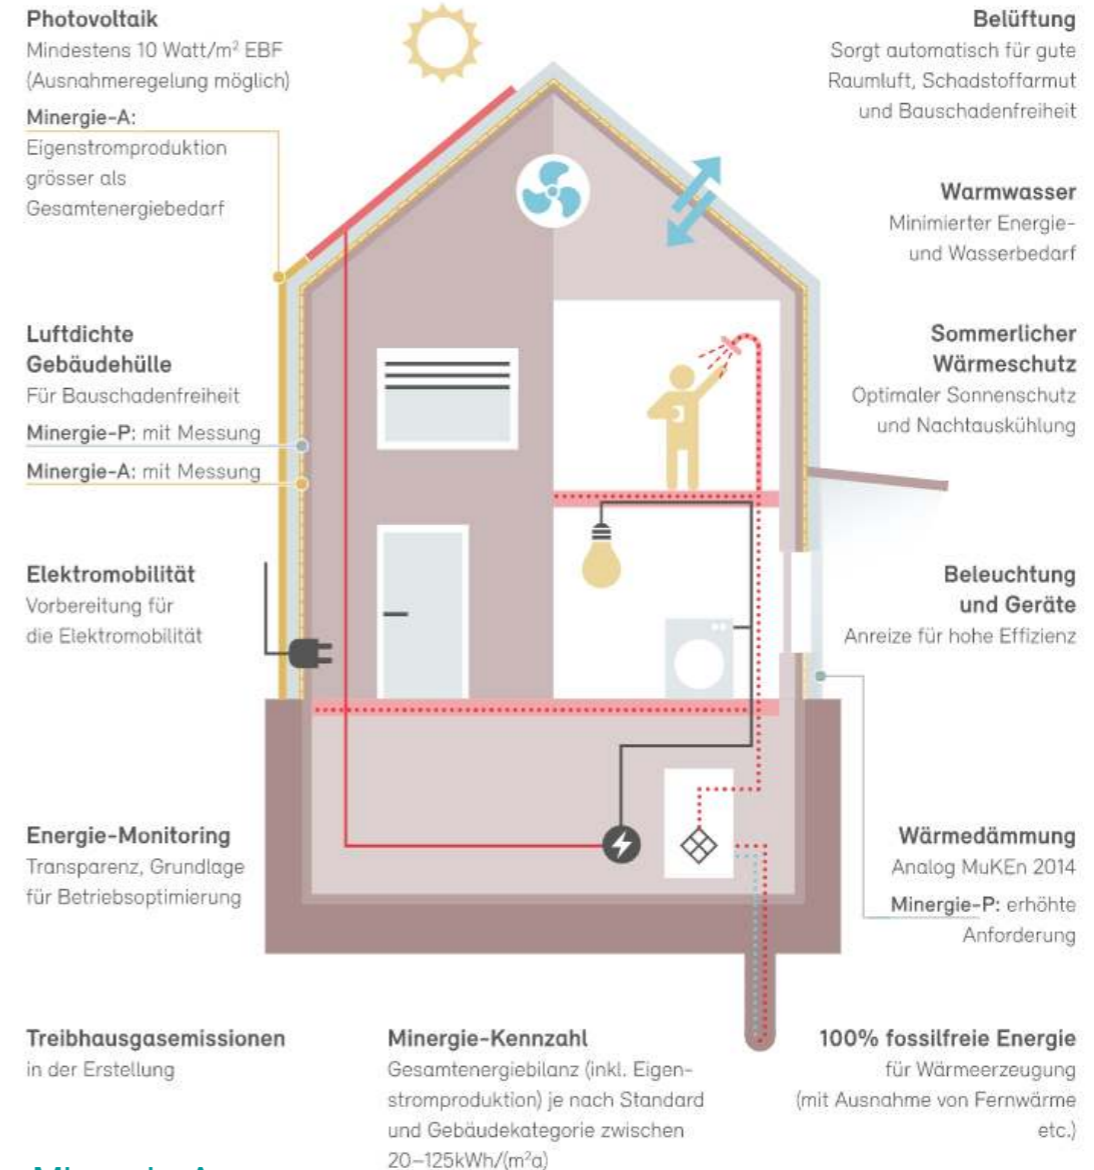 Photovoltaik
Mindestens 10 Watt/m² EBF
(Ausnahmeregelung möglich)
Minergie-A:
Eigenstromproduktion
grösser als
Gesamtenergiebedarf
Luftdichte
Gebäudehülle
Für Bauschadenfreiheit
Minergie-P: mit Messung
Minergie-A: mit Messung
Elektromobilität
Vorbereitung für
die Elektromobilität
Energie-Monitoring
Transparenz, Grundlage
für Betriebsoptimierung
Treibhausgasemissionen
in der Erstellung
Minergie-Kennzahl
Gesamtenergiebilanz (inkl. Eigen-
stromproduktion) je nach Standard
und Gebäudekategorie zwischen
20–125kWh/(m²a)
Belüftung
Sorgt automatisch für gute
Raumluft, Schadstoffarmut
und Bauschadenfreiheit
Warmwasser
Minimierter Energie-
und Wasserbedarf
Sommerlicher
Wärmeschutz
Optimaler Sonnenschutz
und Nachtauskühlung
Beleuchtung
und Geräte
Anreize für hohe Effizienz
Wärmedämmung
Analog MuKEn 2014
Minergie-P: erhöhte
Anforderung
100% fossilfreie Energie
für Wärmeerzeugung
(mit Ausnahme von Fernwärme
etc.)